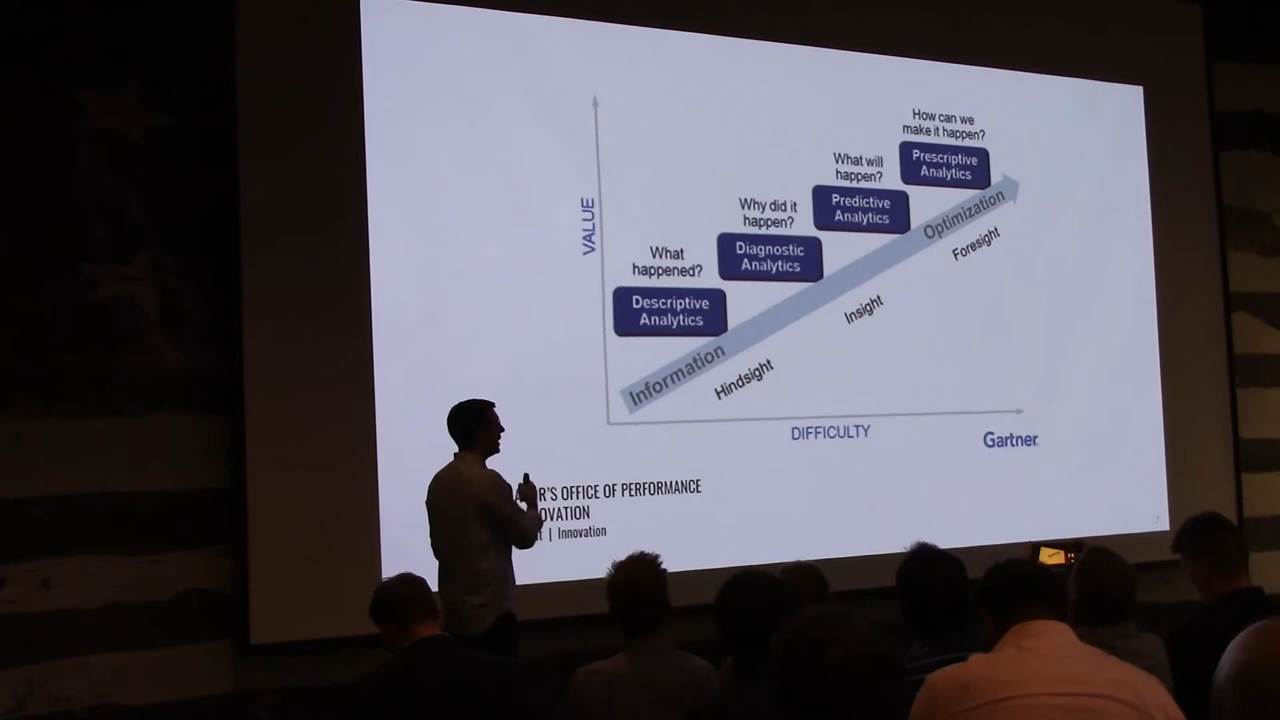 How can we
make it happen?
Prescriptive
Analytics
What will
happen?
Predictive
Analytics
Why did it
happen?
Diagnostic
Analytics
What
happened?
Descriptive
Analytics
VALUE
Information
Optimization
Hindsight
Insight
Foresight
DIFFICULTY
Gartner
OFFICE OF PERFORMANCE
| Innovation
7